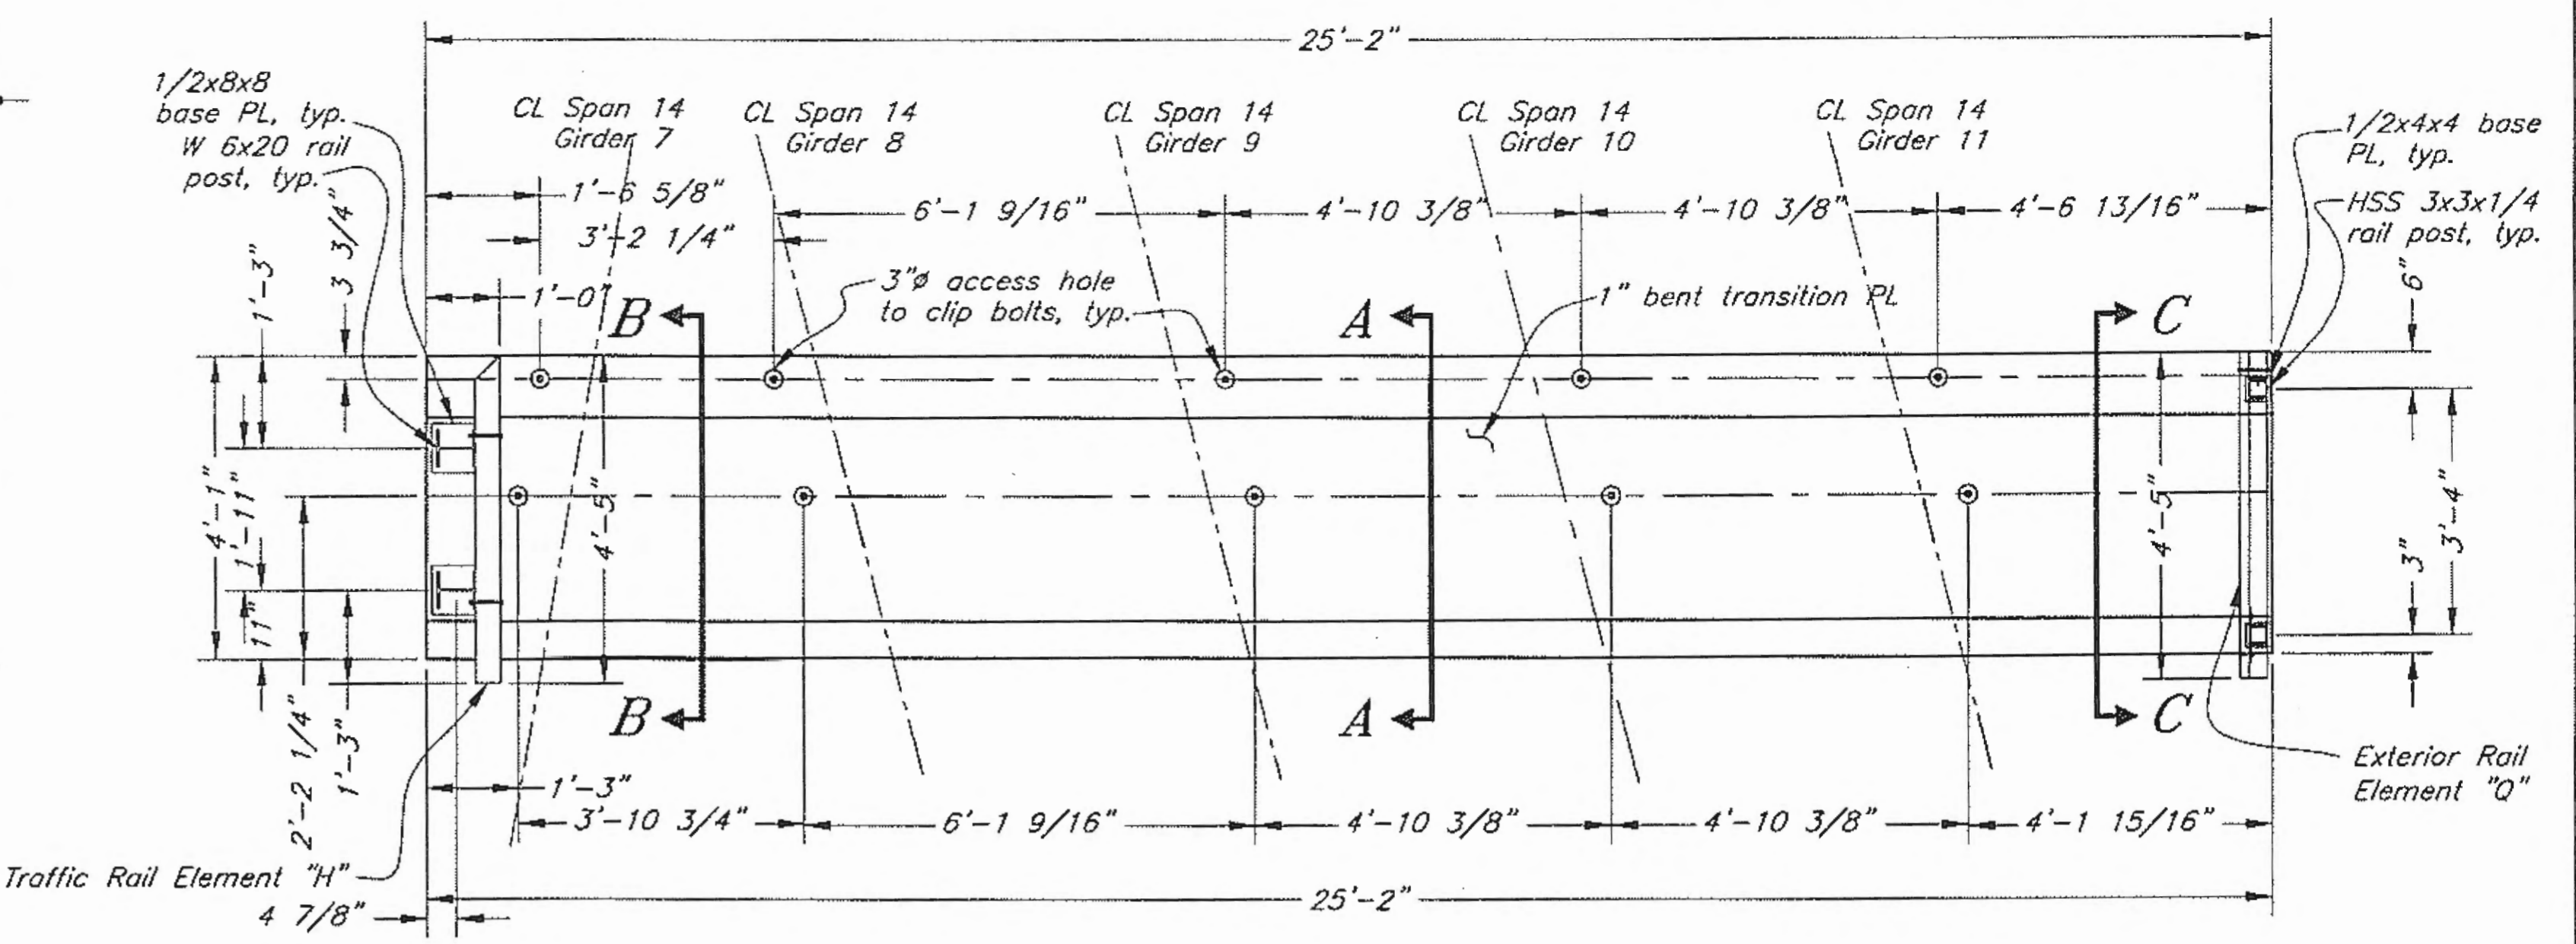 25'-2"
1/2x8x8
base PL, typ.
W 6x20 rail
post, typ.
CL Span 14
Girder 7
CL Span 14
Girder 8
CL Span 14
Girder 9
CL Span 14
Girder 10
CL Span 14
Girder 11
1/2x4x4 base
PL, typ.
HSS 3x3x1/4
rail post, typ.
1'-6 5/8"
6'-1 9/16"
4'-10 3/8"
4'-10 3/8"
4'-6 13/16"
3'-2 1/4"
3 3/4"
1'-3"
1'-0"
3"ø access hole
to clip bolts, typ.
1" bent transition PL
6"
B
A
C
4'-1"
1'-11"
4'-5"
4'-5"
3'-4"
3"
11"
2'-2 1/4"
1'-3"
B
A
C
1'-3"
3'-10 3/4"
6'-1 9/16"
4'-10 3/8"
4'-10 3/8"
4'-1 15/16"
Exterior Rail
Element "Q"
Traffic Rail Element "H"
4 7/8"
25'-2"